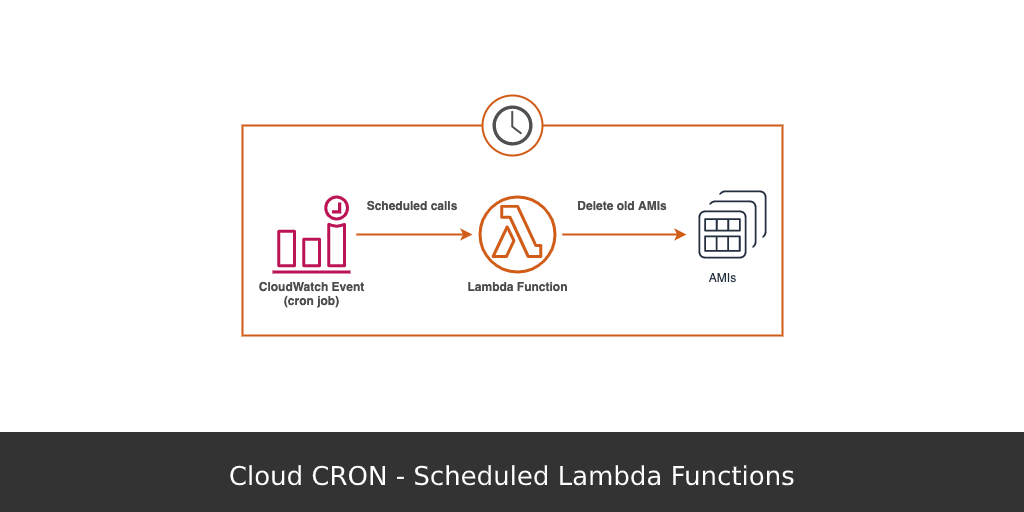 Scheduled calls
Delete old AMIs
CloudWatch Event
(cron job)
Lambda Function
AMIs
Cloud CRON - Scheduled Lambda Functions